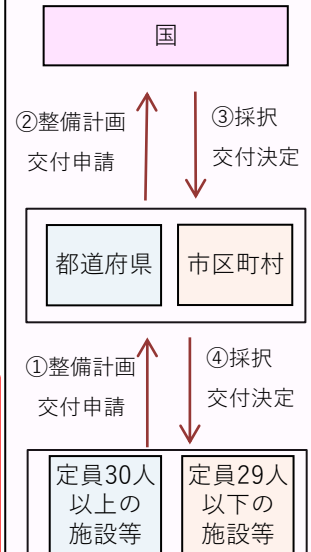 国
②整備計画
交付申請
③採択
交付決定
都道府県
市区町村
①整備計画
交付申請
④採択
交付決定
定員30人
以上の
施設等
定員29人
以下の
施設等